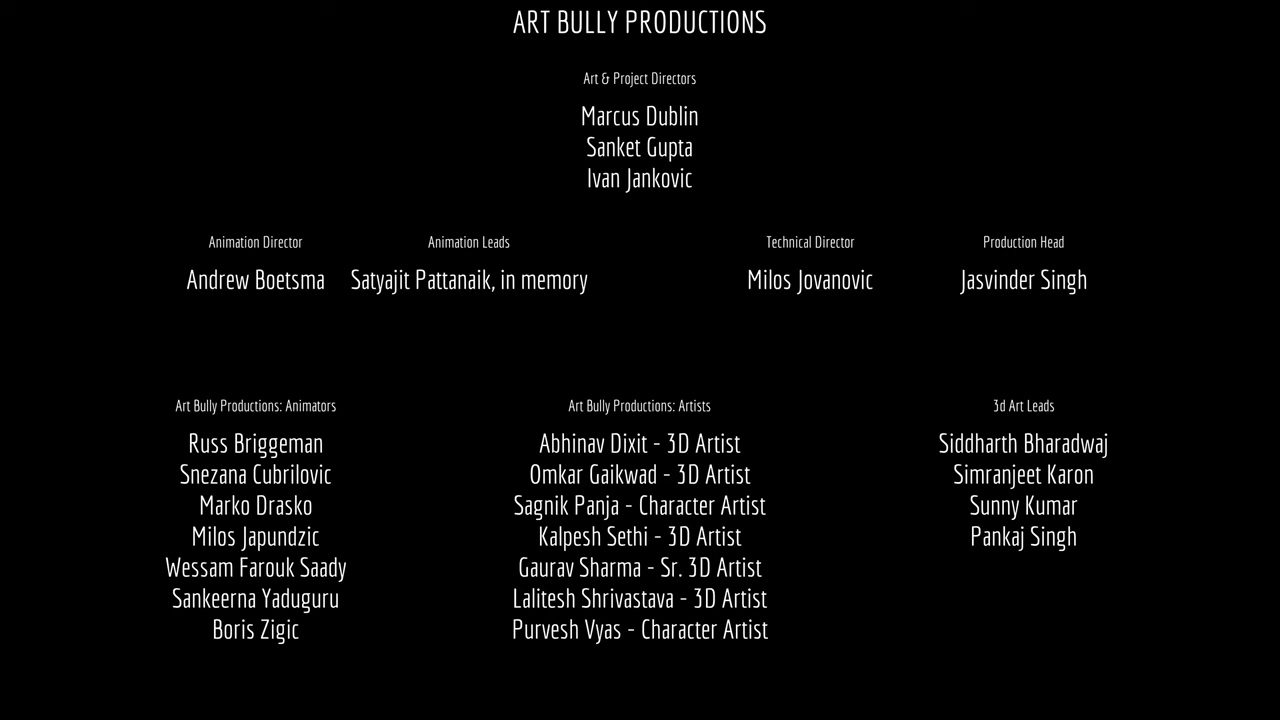 ART BULLY PRODUCTIONS
Art & Project Directors
Marcus Dublin
Sanket Gupta
Ivan Jankovic
Animation Director
Andrew Boetsma
Animation Leads
Satyajit Pattanaik, in memory
Technical Director
Milos Jovanovic
Production Head
Jasvinder Singh
Art Bully Productions: Animators
Russ Briggeman
Snezana Cubrilovic
Marko Drasko
Milos Japundzic
Wessam Farouk Saady
Sankeerna Yaduguru
Boris Zigic
Art Bully Productions: Artists
Abhinav Dixit - 3D Artist
Omkar Gaikwad - 3D Artist
Sagnik Panja - Character Artist
Kalpesh Sethi - 3D Artist
Gaurav Sharma - Sr. 3D Artist
Lalitesh Shrivastava - 3D Artist
Purvesh Vyas - Character Artist
3d Art Leads
Siddharth Bharadwaj
Simranjeet Karon
Sunny Kumar
Pankaj Singh